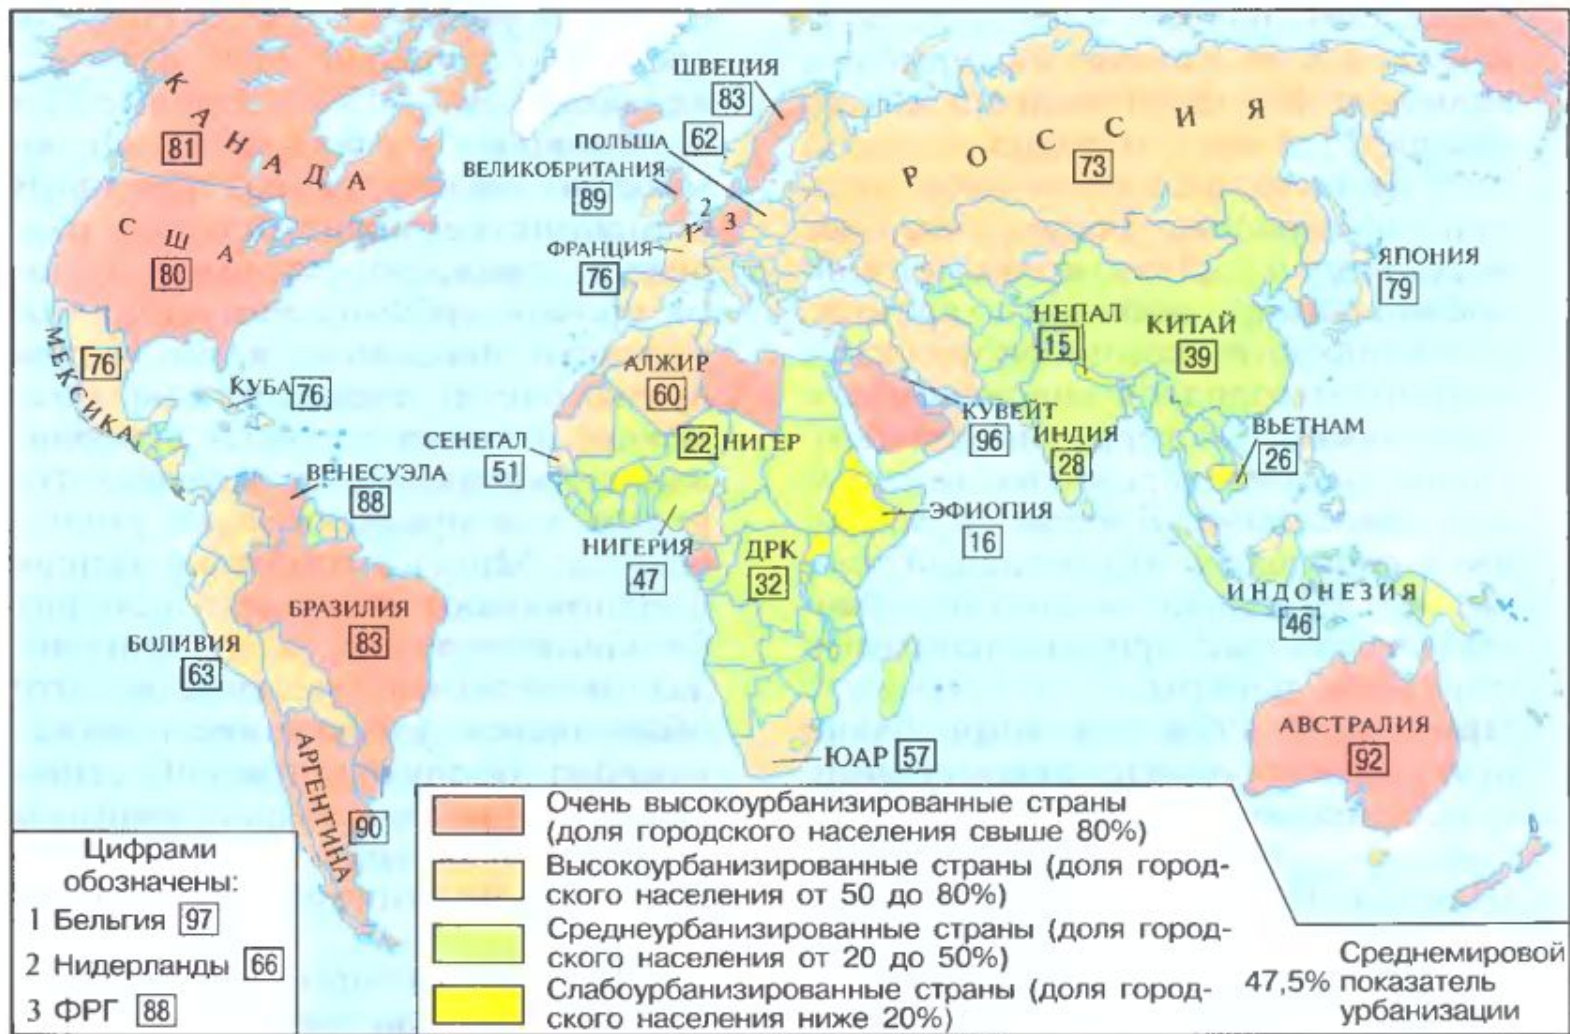 КАНАДА
81
США
80
МЕКСИКА
76
КУБА 76
ВЕНЕСУЭЛА
88
БРАЗИЛИЯ
83
БОЛИВИЯ
63
АРГЕНТИНА
90
ШВЕЦИЯ
83
ПОЛЬША
62
ВЕЛИКОБРИТАНИЯ
89
2
1
3
ФРАНЦИЯ
76
РОССИЯ
73
ЯПОНИЯ
79
НЕПАЛ
15
КИТАЙ
39
АЛЖИР
60
КУВЕЙТ
96
ИНДИЯ
28
ВЬЕТНАМ
26
СЕНЕГАЛ
51
22 НИГЕР
НИГЕРИЯ
47
ДРК
32
ЭФИОПИЯ
16
ИНДОНЕЗИЯ
46
ЮАР 57
АВСТРАЛИЯ
92
Цифрами
обозначены:
1 Бельгия 97
2 Нидерланды 66
3 ФРГ 88
Очень высокоурбанизированные страны
(доля городского населения свыше 80%)
Высокоурбанизированные страны (доля город-
ского населения от 50 до 80%)
Среднеурбанизированные страны (доля город-
ского населения от 20 до 50%)
Слабоурбанизированные страны (доля город-
ского населения ниже 20%)
47,5% Среднемировой
показатель
урбанизации